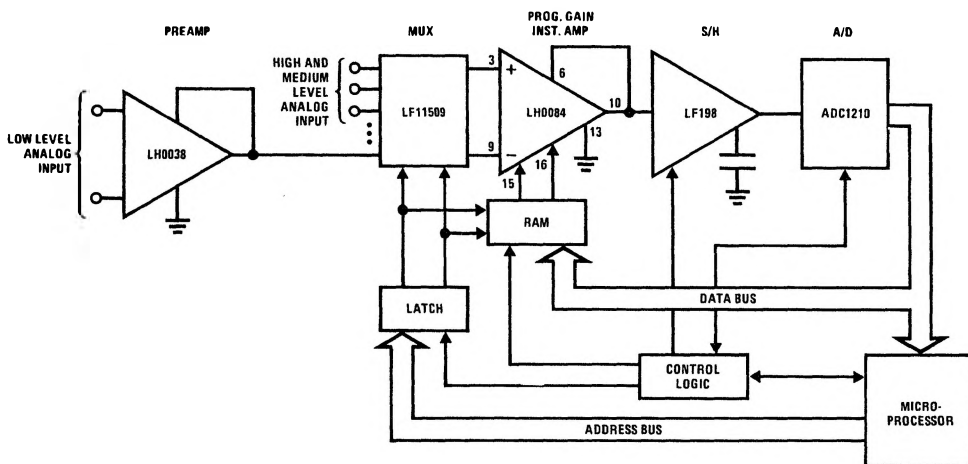 PREAMP
MUX
PROG. GAIN
INST. AMP
S/H
A/D
HIGH AND
MEDIUM
LEVEL
ANALOG
INPUT
LF11509
3
+
6
LH0084
10
13
9
−
16
15
LF198
ADC1210
LOW LEVEL
ANALOG
INPUT
LH0038
RAM
LATCH
DATA BUS
CONTROL
LOGIC
MICRO-
PROCESSOR
ADDRESS BUS